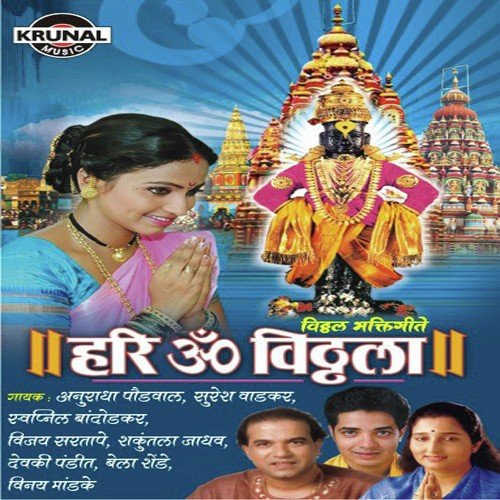 KRUNAL
MUSIC
विठ्ठल भक्तिगीते
॥ हरि ॐ विठ्ठला ॥
गायक : अनुराधा पौडवाल, सुरेश वाडकर,
स्वप्निल बांदोडकर,
विजय सरतापे, शकुंतला जाधव,
देवकी पंडीत, बेला शेंडे,
विनय मांडके